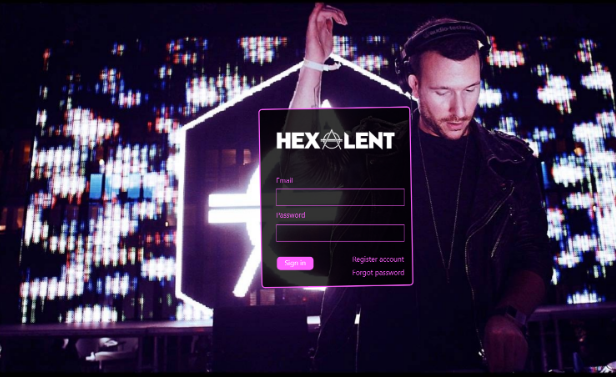 HEXALENT
Email
Password
Sign in
Register account
Forgot password